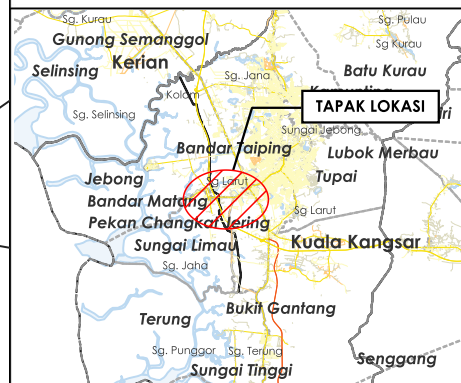 Sg. Kurau
Sg. Pulau
Gunong Semanggol
Sg Kurau
Kerian
Selinsing
Sg. Jana
Batu Kurau
Kolam
Kamunting
TAPAK LOKASI
Sg. Selinsing
Sungai Jebong
Bandar Taiping
Lubok Merbau
Jebong
Sg Larut
Tupai
Bandar Matang
Sg Larut
Pekan Changkat Jering
Sungai Limau
Kuala Kangsar
Sg. Jaha
Bukit Gantang
Terung
Sg. Punggor
Sg. Terung
Senggang
Sungai Tinggi